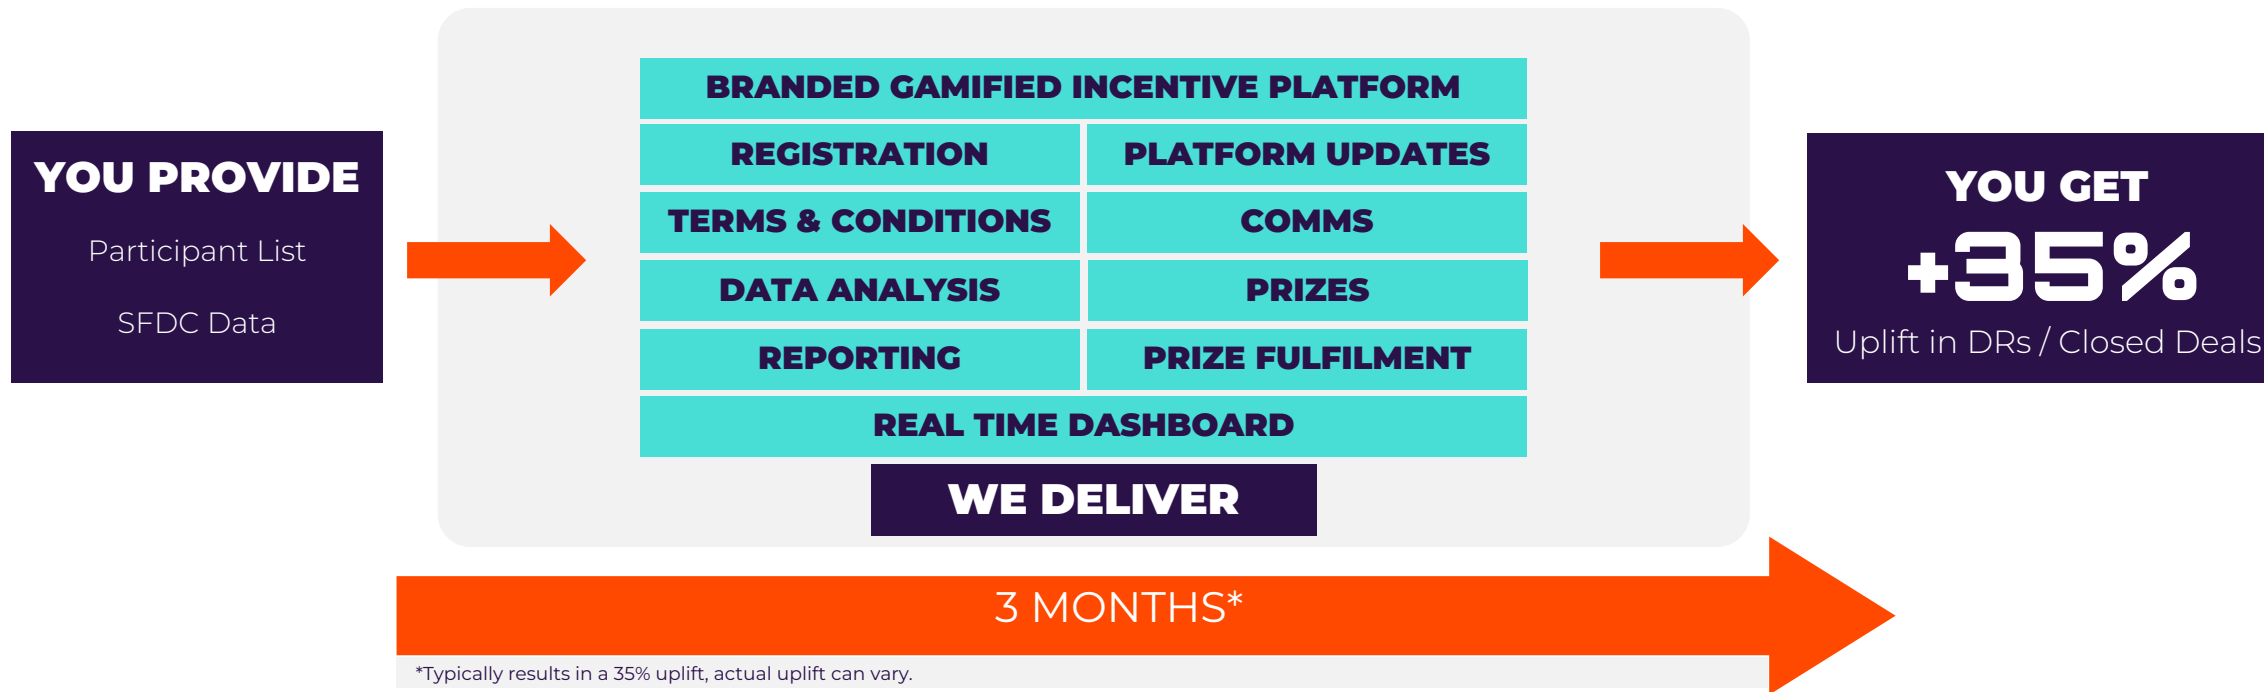 YOU PROVIDE
Participant List
SFDC Data
BRANDED GAMIFIED INCENTIVE PLATFORM
REGISTRATION
PLATFORM UPDATES
TERMS & CONDITIONS
COMMS
DATA ANALYSIS
PRIZES
REPORTING
PRIZE FULFILMENT
REAL TIME DASHBOARD
WE DELIVER
YOU GET
+35%
Uplift in DRs / Closed Deals
3 MONTHS*
*Typically results in a 35% uplift, actual uplift can vary.